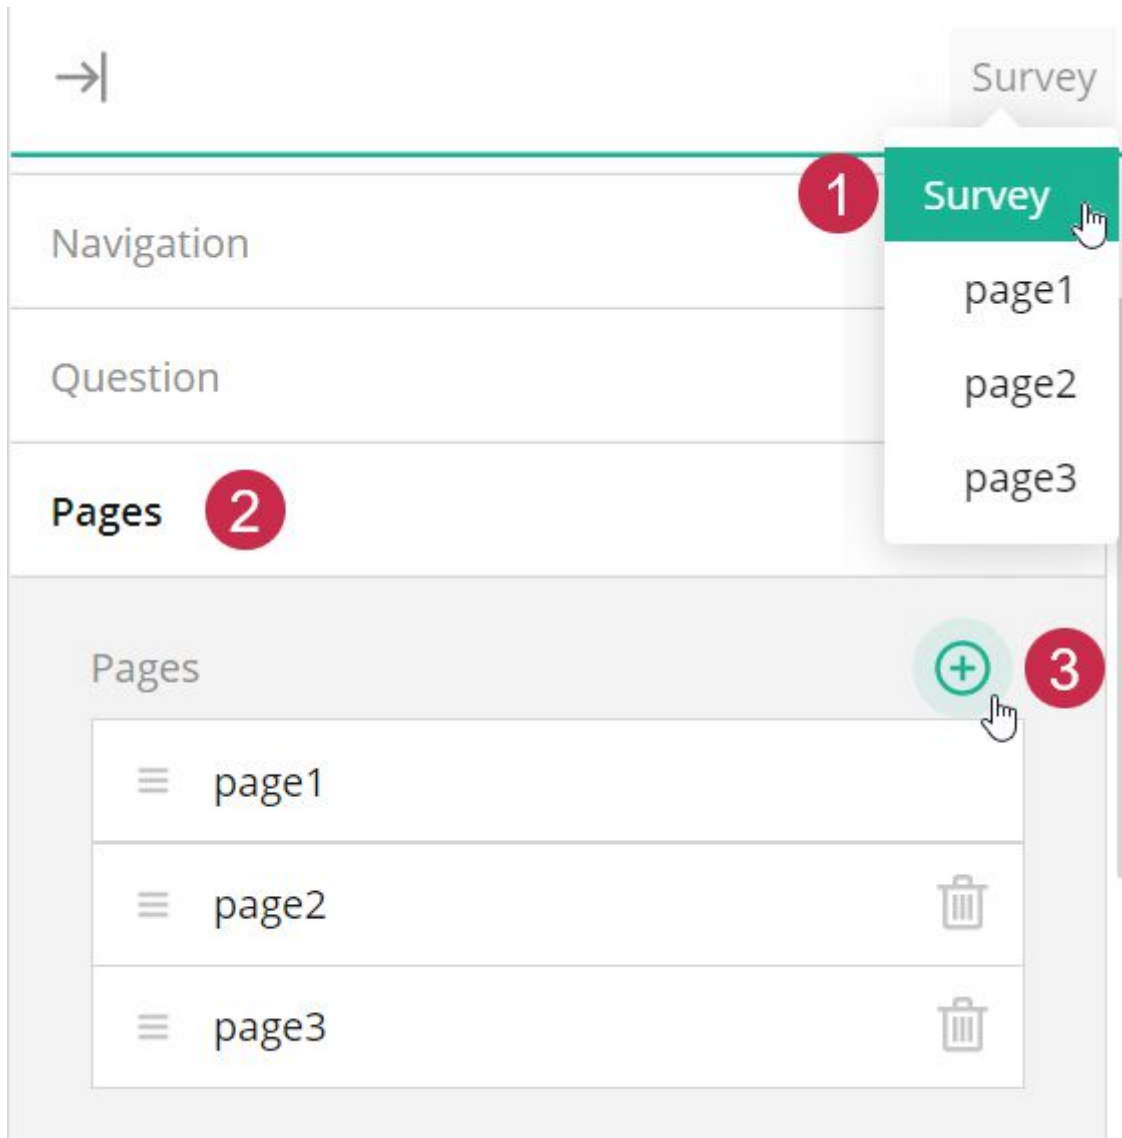 Survey
1
Survey
Navigation
page1
Question
page2
page3
Pages
2
Pages
3
page1
page2
page3